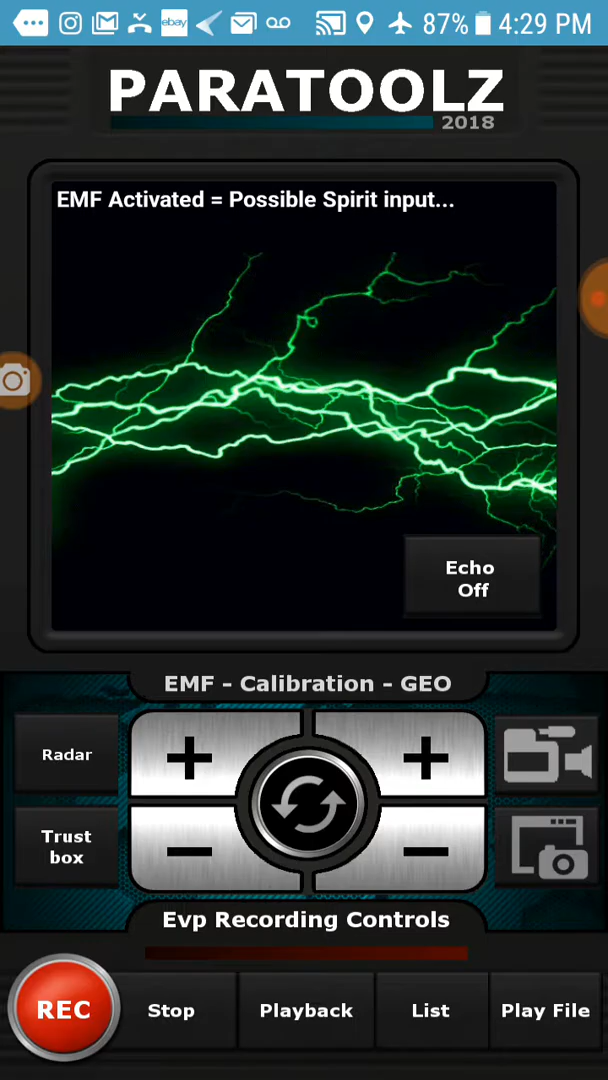 ebay 87% 4:29 PM
PARATOOLZ
2018
EMF Activated = Possible Spirit input...
Echo
Off
EMF - Calibration - GEO
Radar
+ +
Trust
box
− −
Evp Recording Controls
REC Stop Playback List Play File